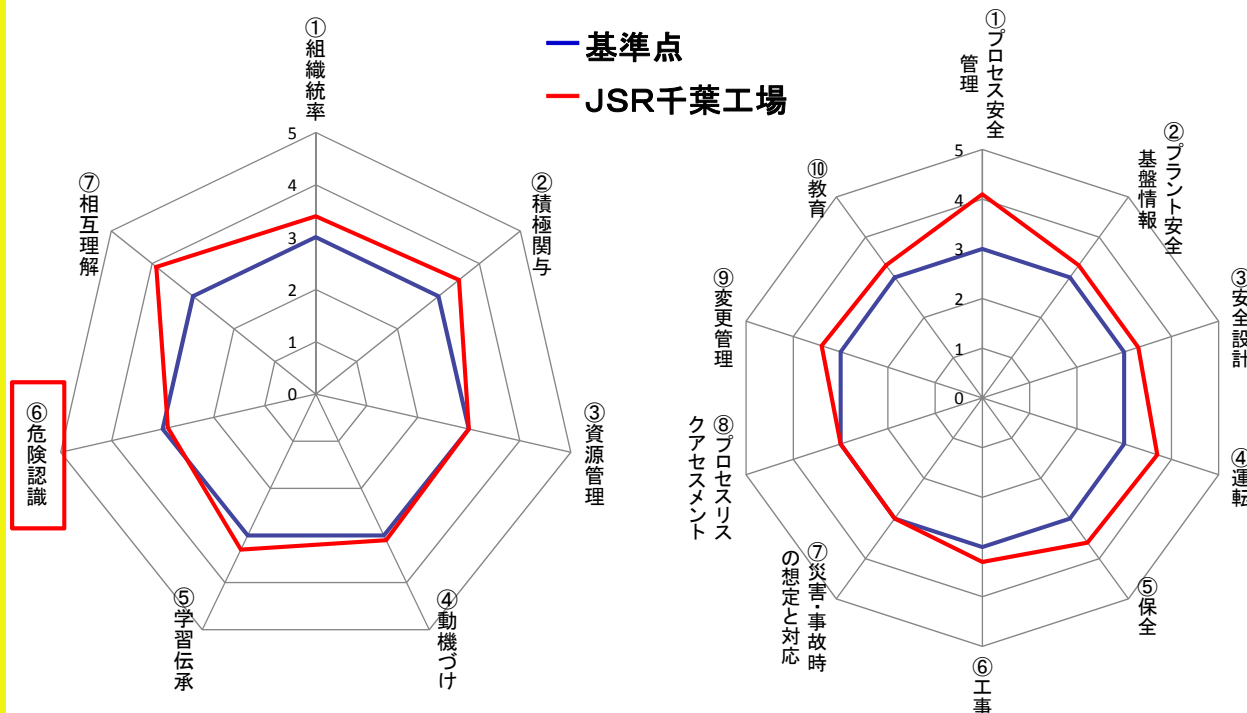 基準点
JSR千葉工場
①組織統率
②積極関与
③資源管理
④動機づけ
⑤学習伝承
⑥危険認識
⑦相互理解
5
4
3
2
1
0
①プロセス安全
管理
②プラント安全
基盤情報
③安全設計
④運転
⑤保全
⑥工事
⑦災害・事故時
の想定と対応
⑧プロセスリス
クアセスメント
⑨変更管理
⑩教育
5
4
3
2
1
0